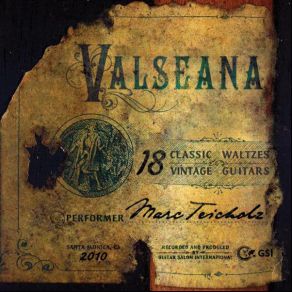 VALSEANA
18 CLASSIC WALTZES
VINTAGE GUITARS
PERFORMER Marc Teicholz
SANTA MONICA, CA
2010
RECORDED AND PRODUCED
BY
GUITAR SALON INTERNATIONAL
GSI